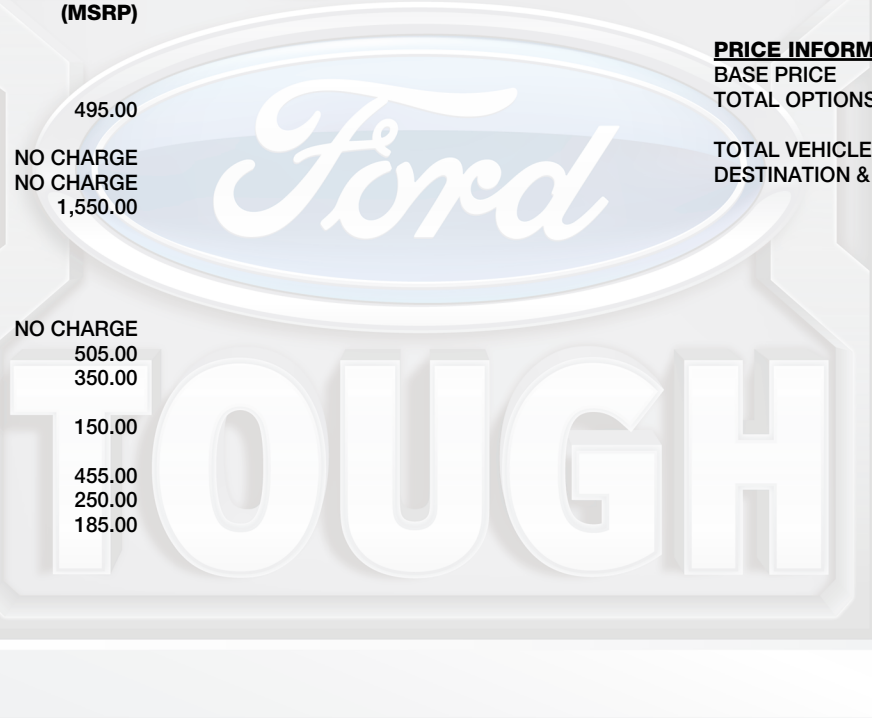 (MSRP)
495.00
NO CHARGE
NO CHARGE
1,550.00
NO CHARGE
505.00
350.00
150.00
455.00
250.00
185.00
PRICE INFORM
BASE PRICE
TOTAL OPTIONS
TOTAL VEHICLE
DESTINATION &
Ford
TOUGH